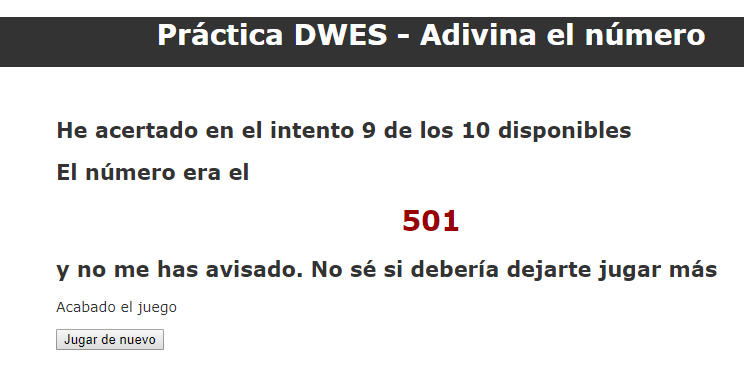 Práctica DWES - Adivina el número
He acertado en el intento 9 de los 10 disponibles
El número era el
501
y no me has avisado. No sé si debería dejarte jugar más
Acabado el juego
Jugar de nuevo